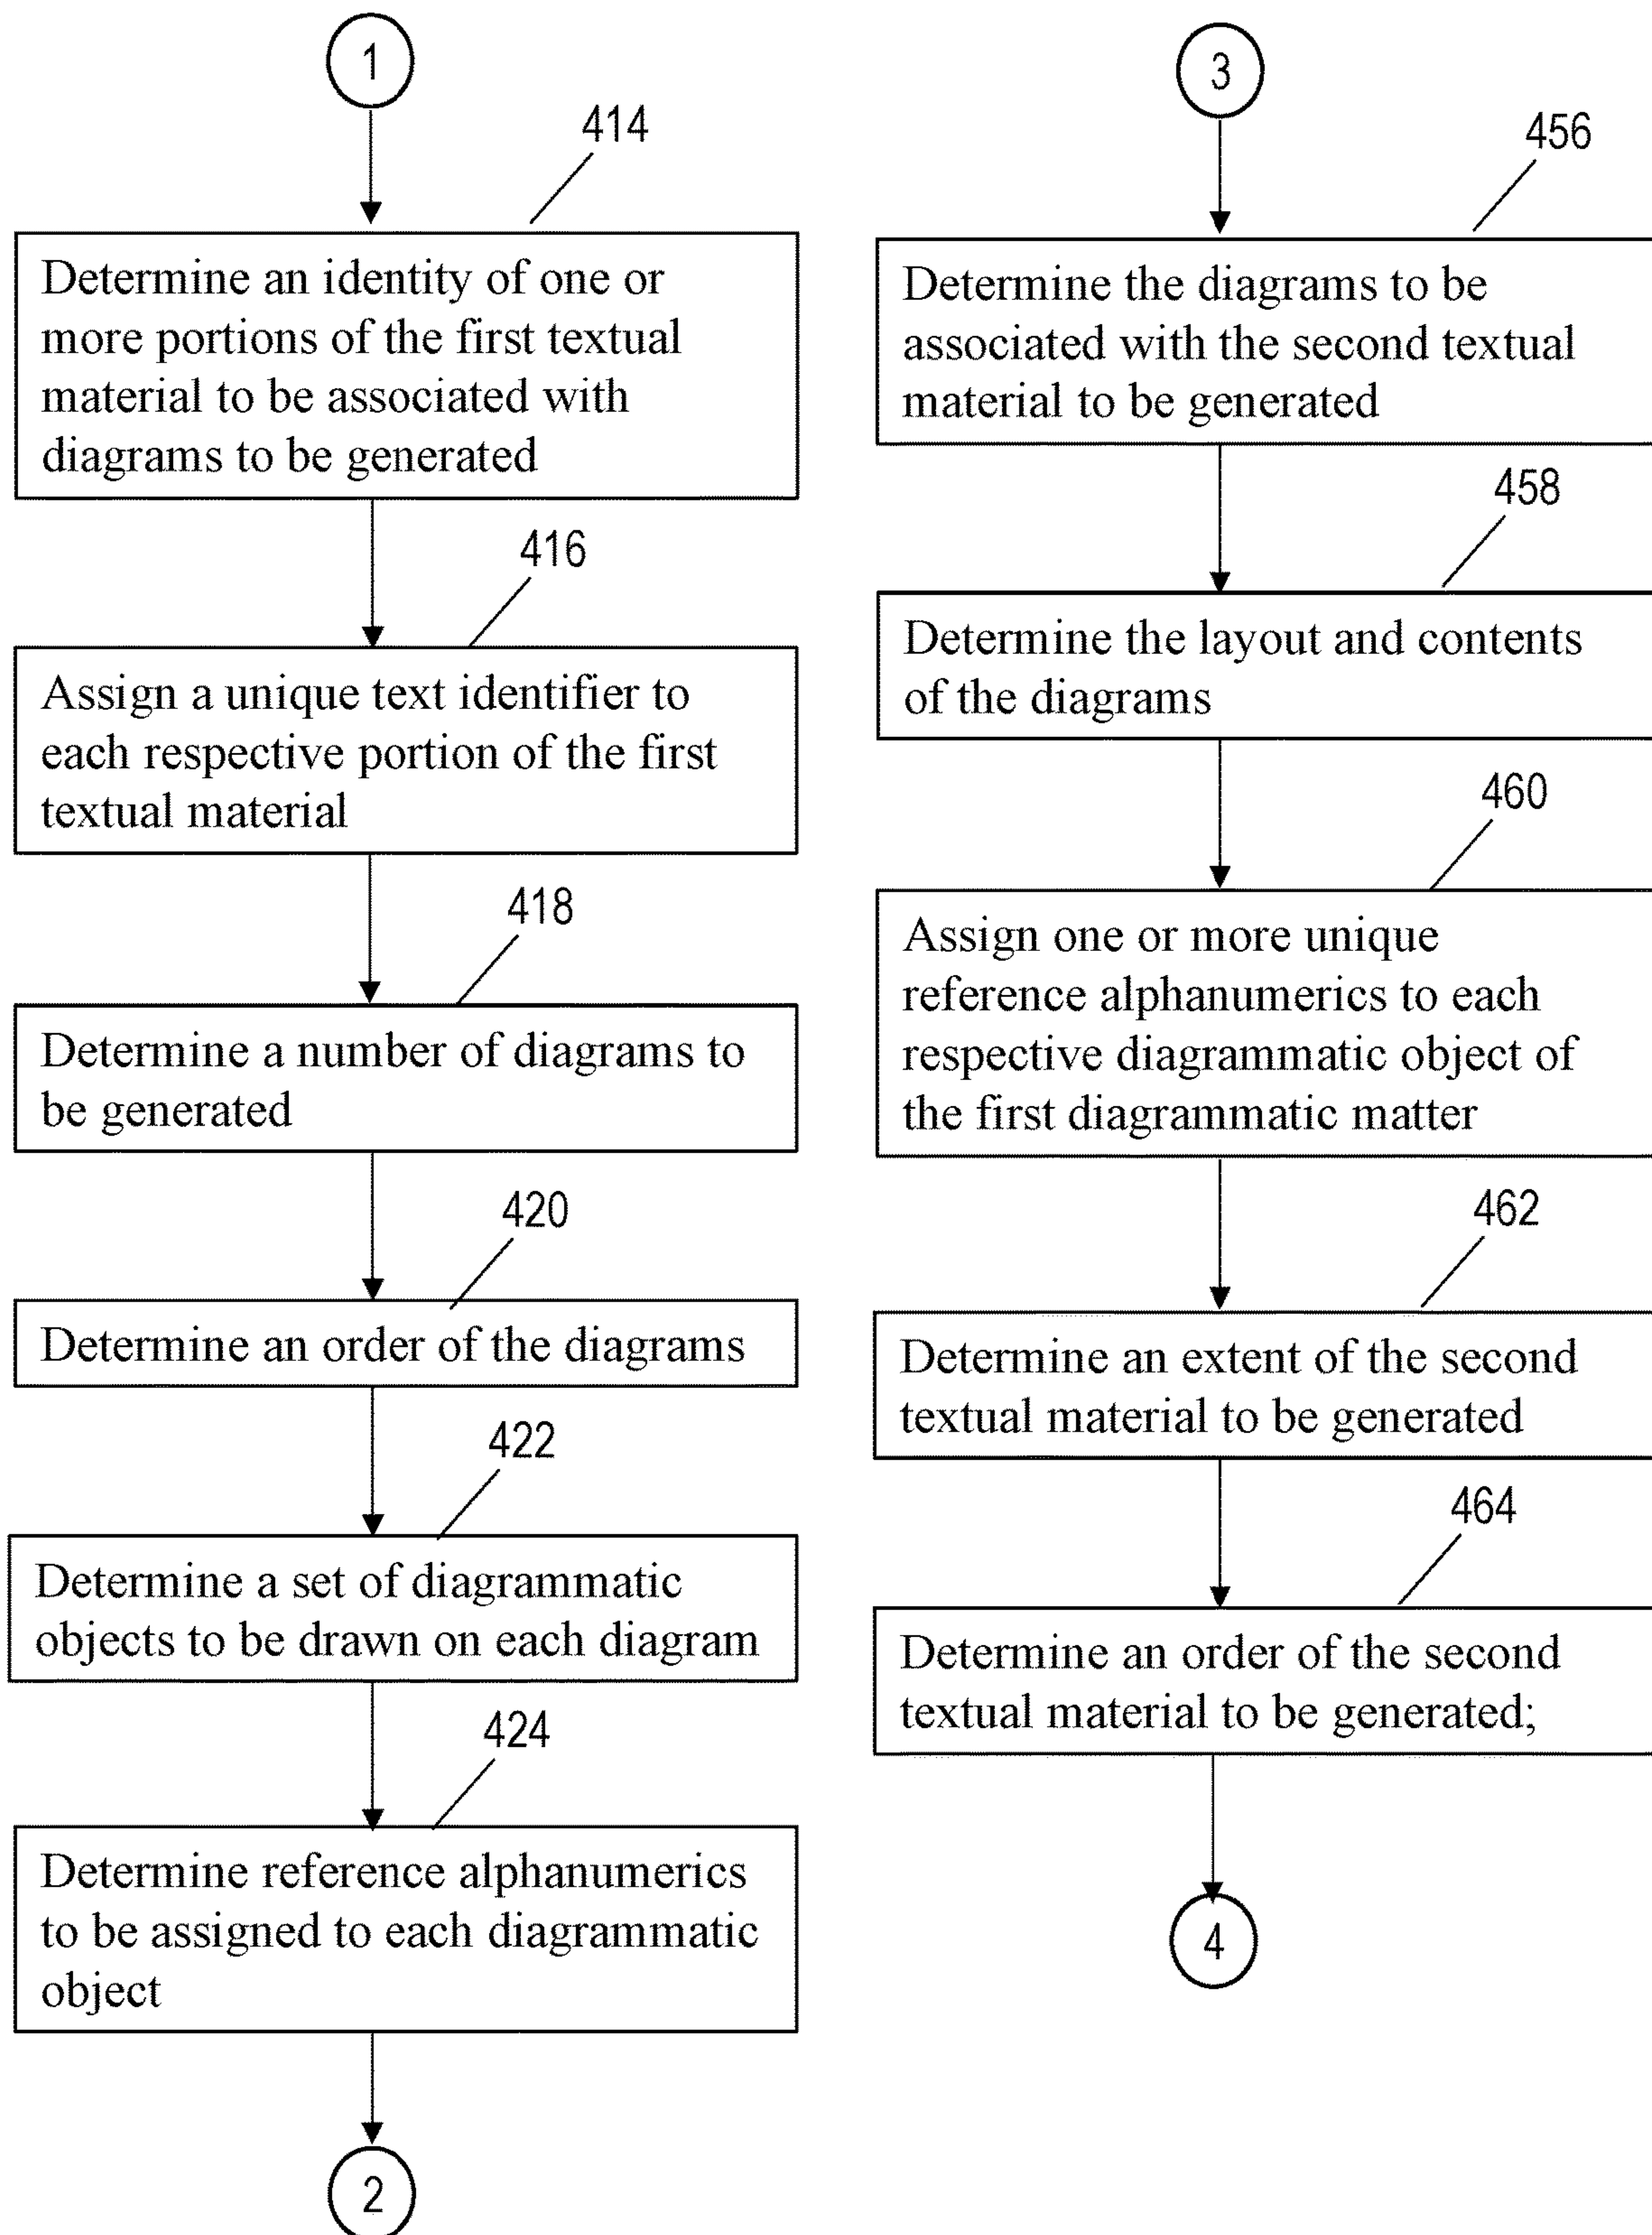 1
414
Determine an identity of one or
more portions of the first textual
material to be associated with
diagrams to be generated
416
Assign a unique text identifier to
each respective portion of the first
textual material
418
Determine a number of diagrams to
be generated
420
Determine an order of the diagrams
422
Determine a set of diagrammatic
objects to be drawn on each diagram
424
Determine reference alphanumerics
to be assigned to each diagrammatic
object
2
3
456
Determine the diagrams to be
associated with the second textual
material to be generated
458
Determine the layout and contents
of the diagrams
460
Assign one or more unique
reference alphanumerics to each
respective diagrammatic object of
the first diagrammatic matter
462
Determine an extent of the second
textual material to be generated
464
Determine an order of the second
textual material to be generated;
4